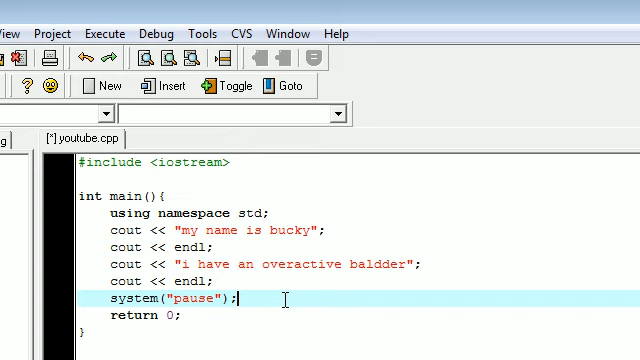 View Project Execute Debug Tools CVS Window Help
New Insert Toggle Goto
[*] youtube.cpp
#include <iostream>
int main(){
using namespace std;
cout << "my name is bucky";
cout << endl;
cout << "i have an overactive baldder";
cout << endl;
system("pause");
return 0;
}